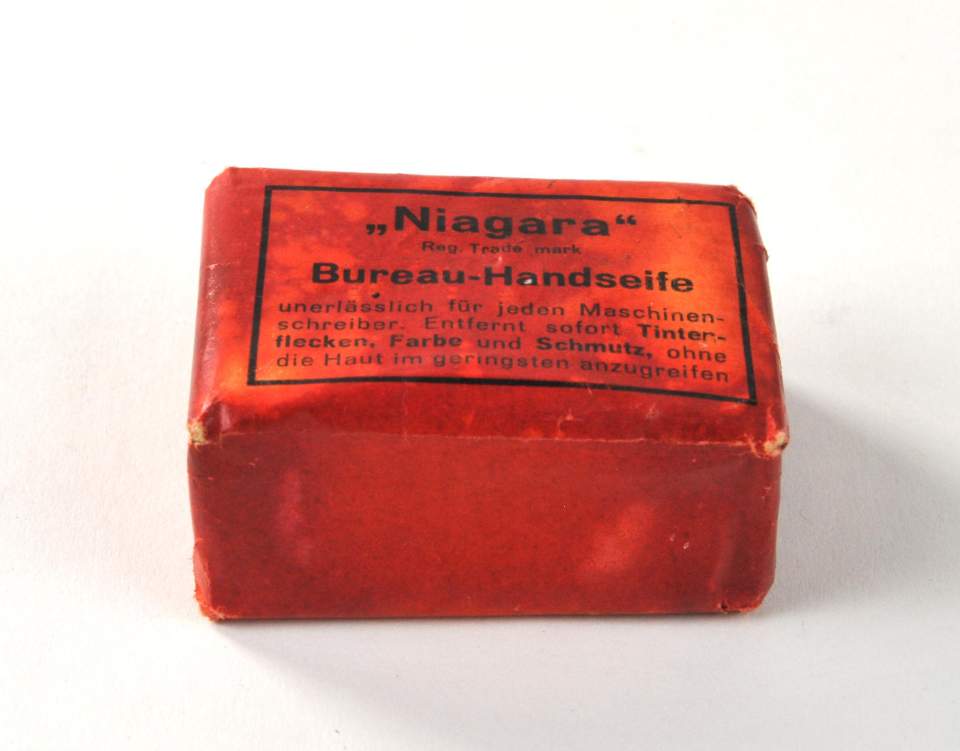 „Niagara“
Reg. Trade mark
Bureau-Handseife
unerlässlich für jeden Maschinen-
schreiber. Entfernt sofort Tinter-
flecken, Farbe und Schmutz, ohne
die Haut im geringsten anzugreifen